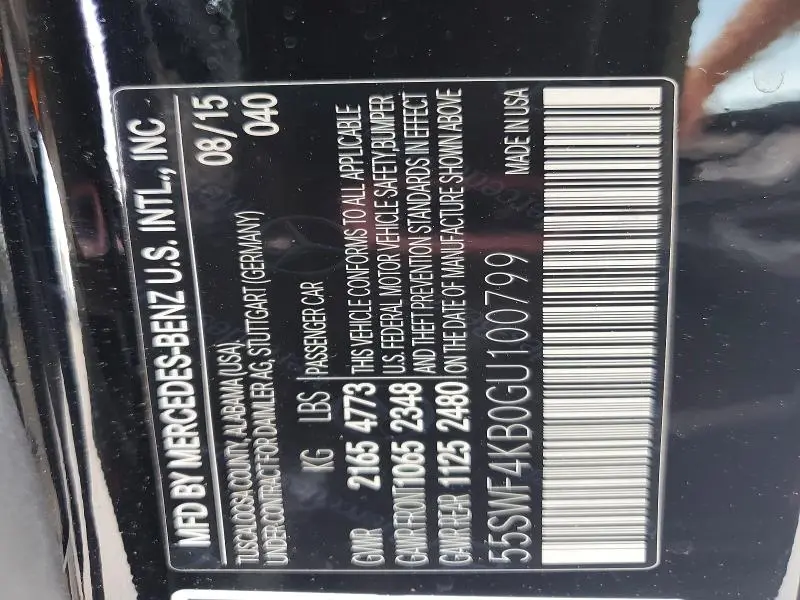 MFD BY MERCEDES-BENZ U.S. INTL., INC
TUSCALOOSA COUNTY, ALABAMA (USA), 08/15
UNDER CONTRACT FOR DAIMLER AG, STUTTGART (GERMANY) 040
KG LBS PASSENGER CAR
GVWR 2165 4773 THIS VEHICLE CONFORMS TO ALL APPLICABLE
GAWR FRONT 1065 2348 U.S. FEDERAL MOTOR VEHICLE SAFETY, BUMPER
AND THEFT PREVENTION STANDARDS IN EFFECT
GAWR REAR 1125 2480 ON THE DATE OF MANUFACTURE SHOWN ABOVE
55SWF4KB0GU100799 MADE IN USA